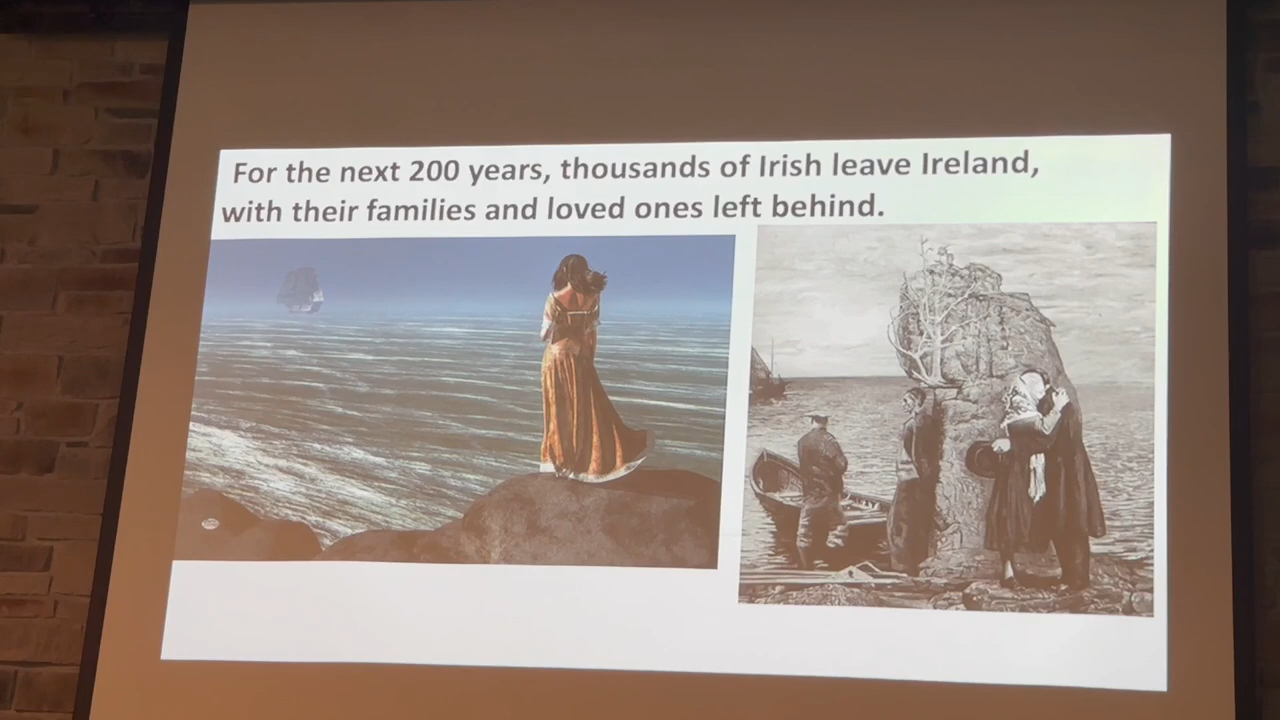 For the next 200 years, thousands of Irish leave Ireland,
with their families and loved ones left behind.